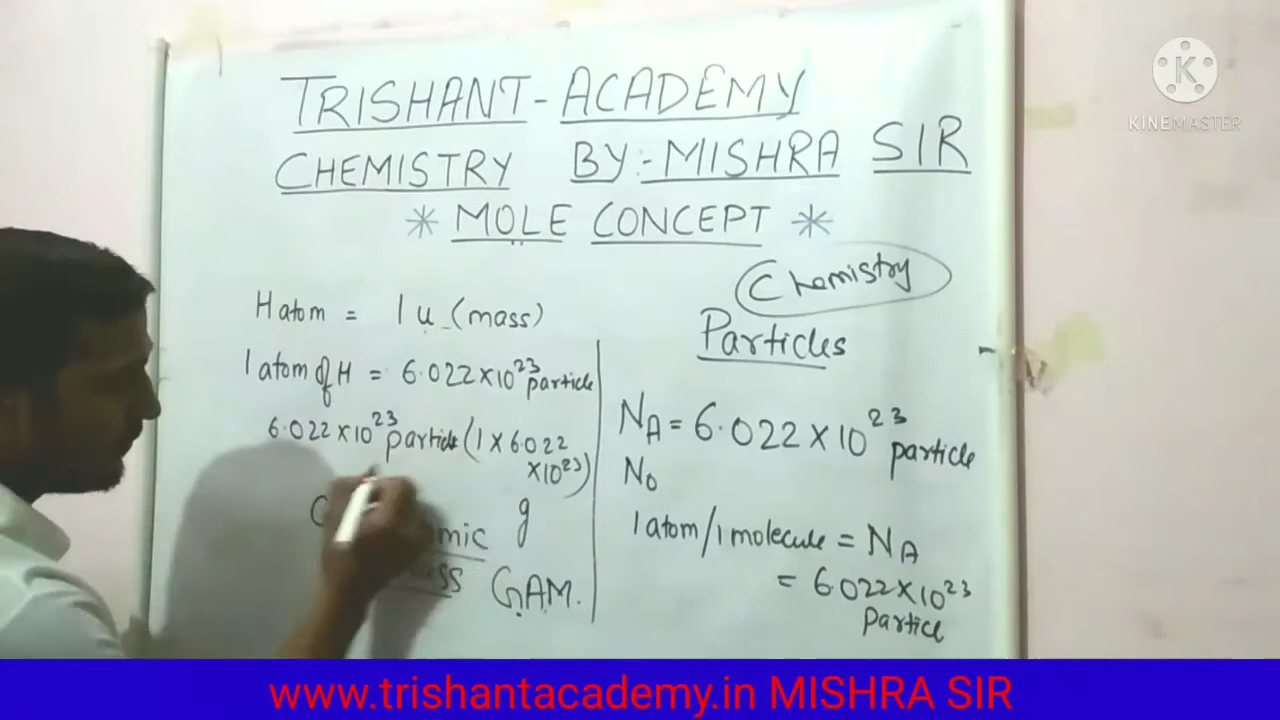 TRISHANT-ACADEMY
CHEMISTRY BY:-MISHRA SIR
* MOLE CONCEPT *
KINEMASTER
H atom = 1 u (mass)
1 atom of H = 6.022×10²³ particle
6.022×10²³ particle (1 × 6.022
×10²³)
g
GAM.
Chemistry
Particles
NA = 6.022×10²³ particle
N₀
1 atom/1 molecule = NA
= 6.022×10²³
Particle
www.trishantacademy.in MISHRA SIR